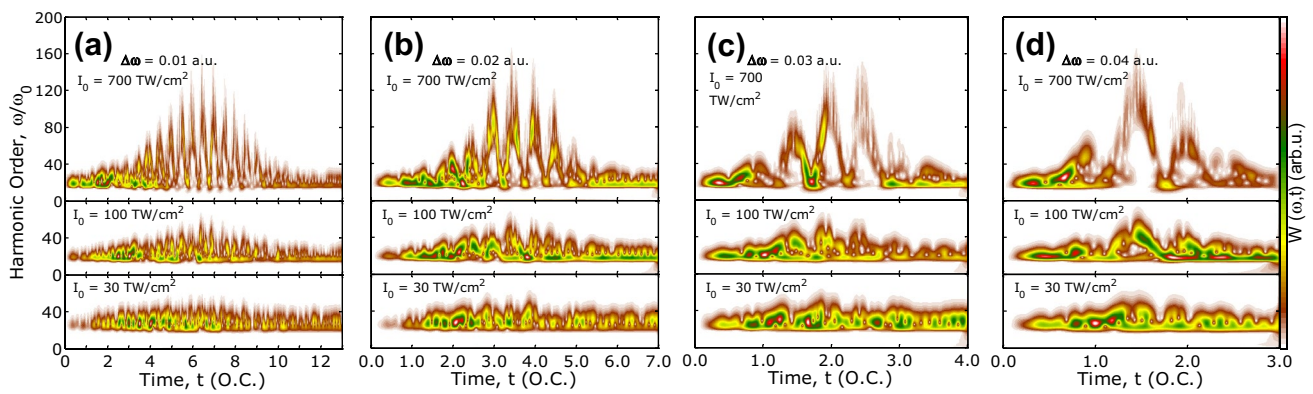 (a)
Δω = 0.01 a.u.
I0 = 700 TW/cm2
I0 = 100 TW/cm2
I0 = 30 TW/cm2
Harmonic Order, ω/ω0
200
160
120
80
40
0
40
0
40
0
0 2 4 6 8 10 12
Time, t (O.C.)
(b)
Δω = 0.02 a.u.
I0 = 700 TW/cm2
I0 = 100 TW/cm2
I0 = 30 TW/cm2
0.0 1.0 2.0 3.0 4.0 5.0 6.0 7.0
Time, t (O.C.)
(c)
Δω = 0.03 a.u.
I0 = 700
TW/cm2
I0 = 100 TW/cm2
I0 = 30 TW/cm2
0.0 1.0 2.0 3.0 4.0
Time, t (O.C.)
(d)
Δω = 0.04 a.u.
I0 = 700 TW/cm2
I0 = 100 TW/cm2
I0 = 30 TW/cm2
0.0 1.0 2.0 3.0
Time, t (O.C.)
W (ω,t) (arb.u.)